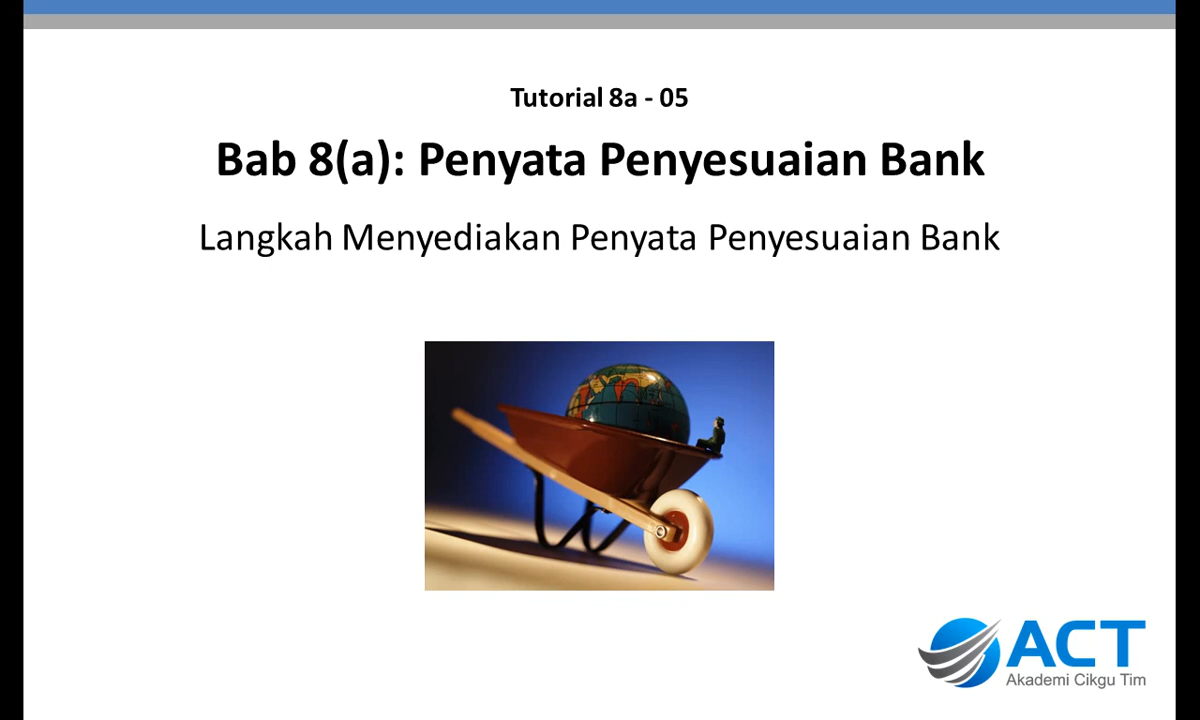 Tutorial 8a - 05
Bab 8(a): Penyata Penyesuaian Bank
Langkah Menyediakan Penyata Penyesuaian Bank
ACT
Akademi Cikgu Tim